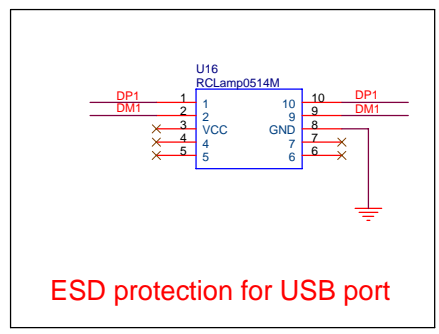 U16
RCLamp0514M
DP1 1 1 10 10 DP1
DM1 2 2 9 9 DM1
3 VCC GND 8
4 4 7 7
5 5 6 6
ESD protection for USB port